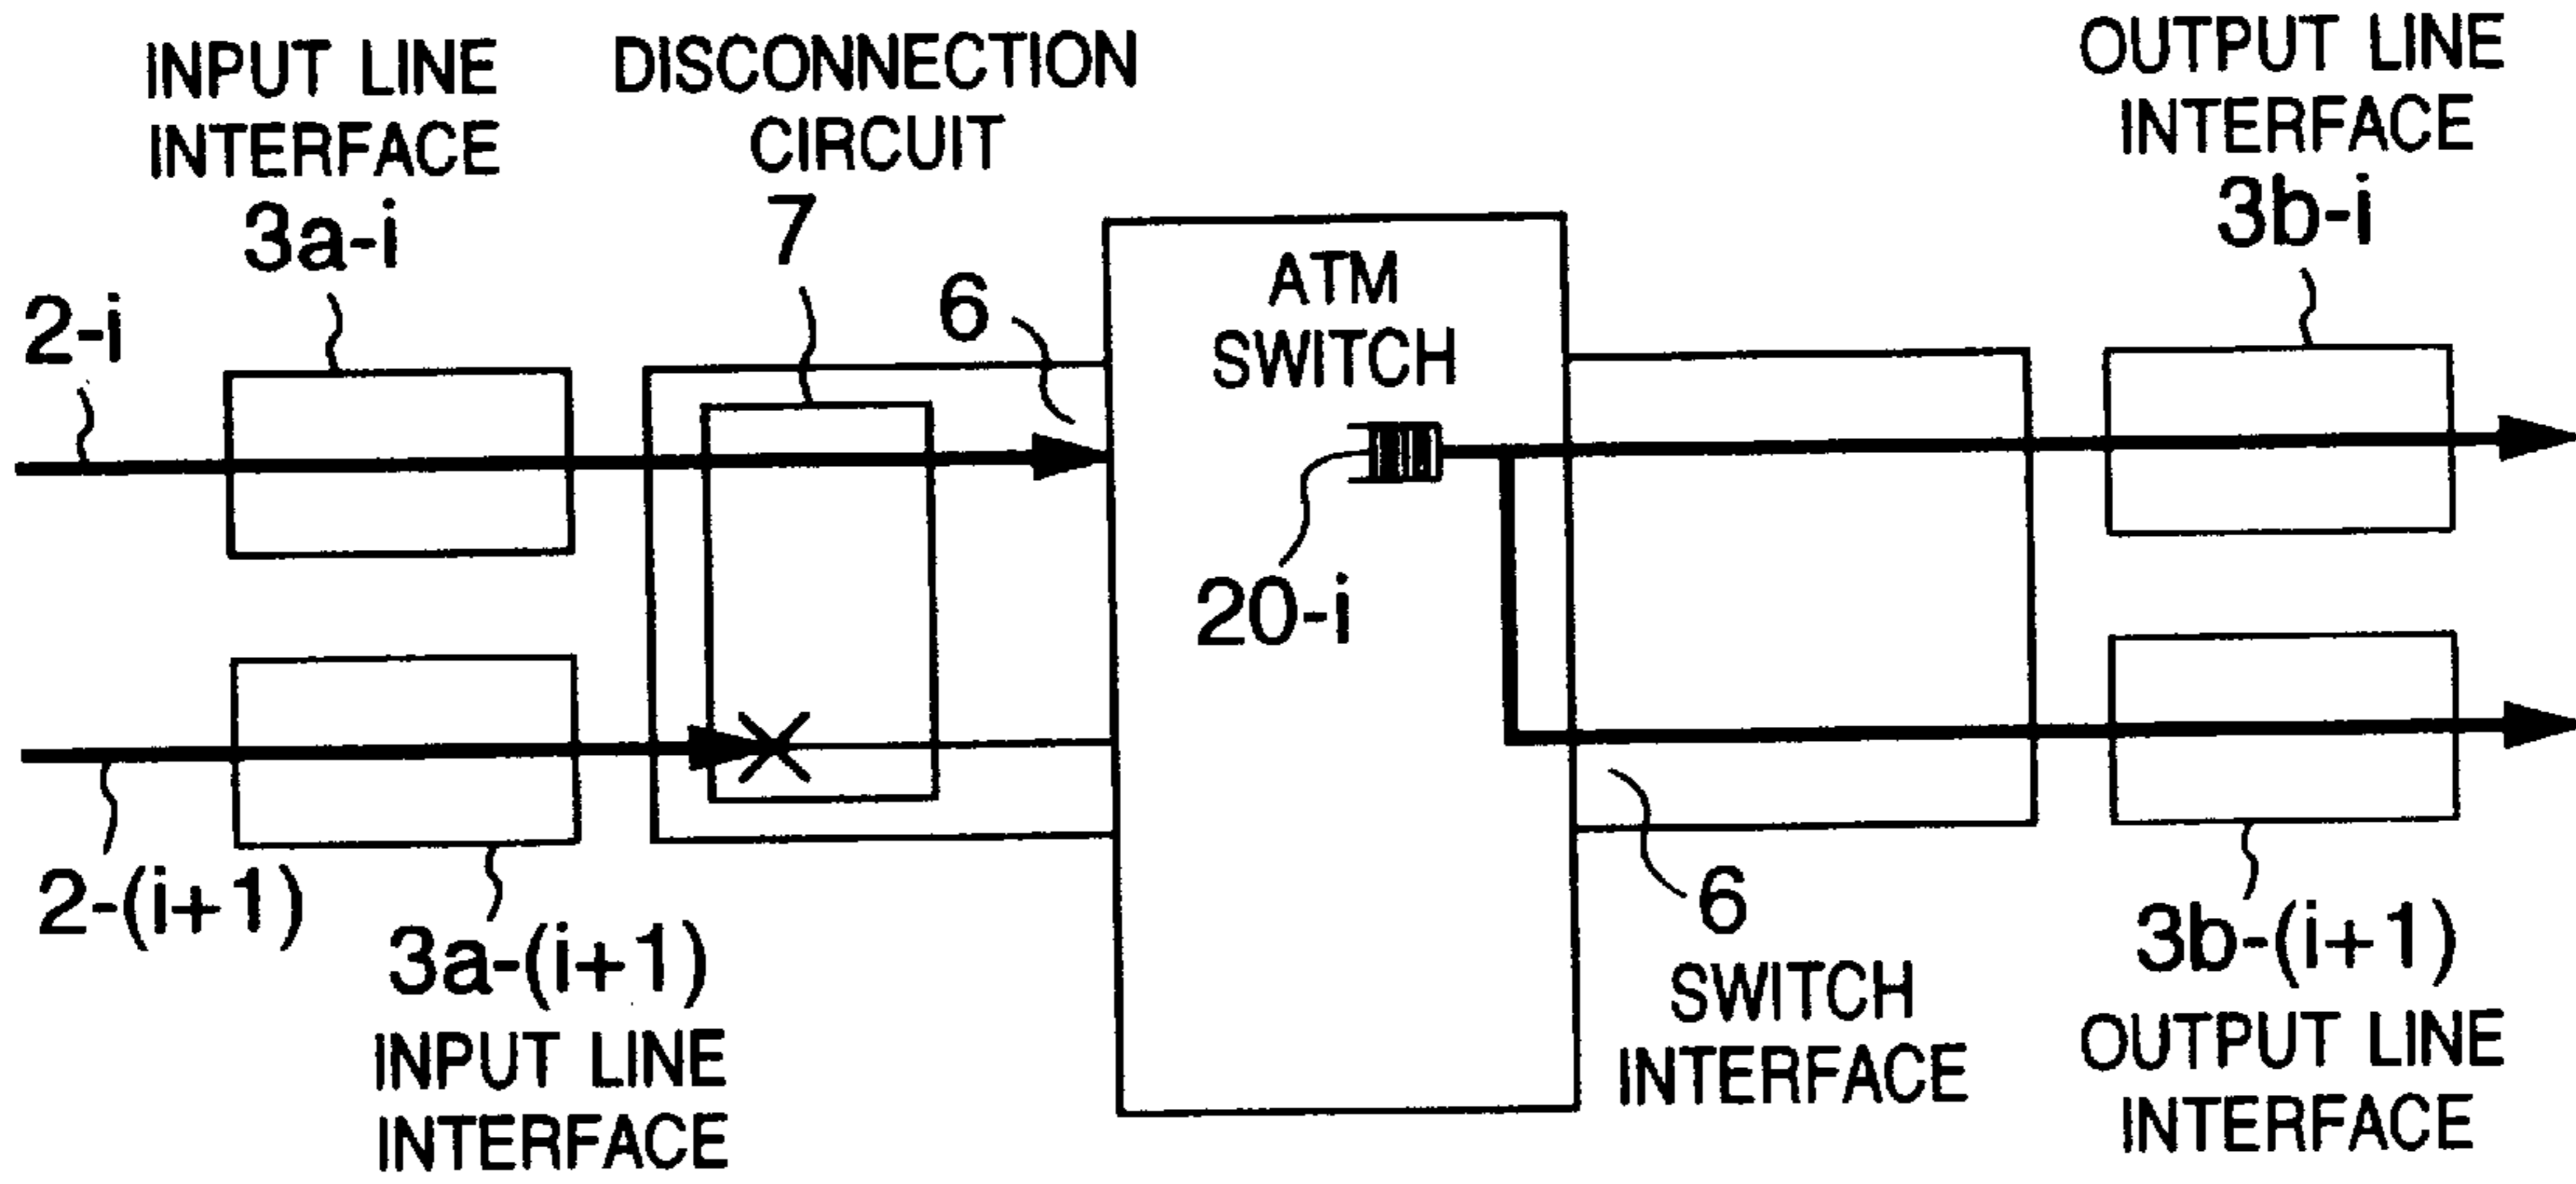 INPUT LINE
INTERFACE
3a-i
DISCONNECTION
CIRCUIT
7
OUTPUT LINE
INTERFACE
3b-i
2-i
6
ATM
SWITCH
20-i
2-(i+1)
3a-(i+1)
INPUT LINE
INTERFACE
6
SWITCH
INTERFACE
3b-(i+1)
OUTPUT LINE
INTERFACE